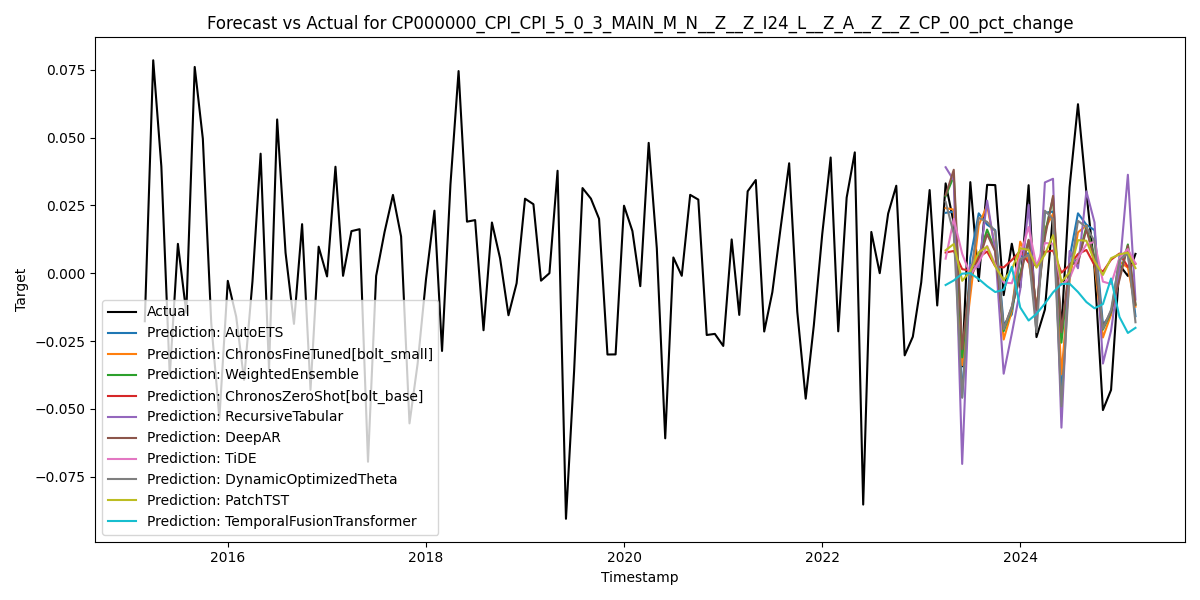 Forecast vs Actual for CP000000_CPI_CPI_5_0_3_MAIN_M_N__Z__Z_I24_L__Z_A__Z__Z_CP_00_pct_change
Target
0.075
0.050
0.025
0.000
−0.025
−0.050
−0.075
Actual
Prediction: AutoETS
Prediction: ChronosFineTuned[bolt_small]
Prediction: WeightedEnsemble
Prediction: ChronosZeroShot[bolt_base]
Prediction: RecursiveTabular
Prediction: DeepAR
Prediction: TiDE
Prediction: DynamicOptimizedTheta
Prediction: PatchTST
Prediction: TemporalFusionTransformer
2016 2018 2020 2022 2024
Timestamp